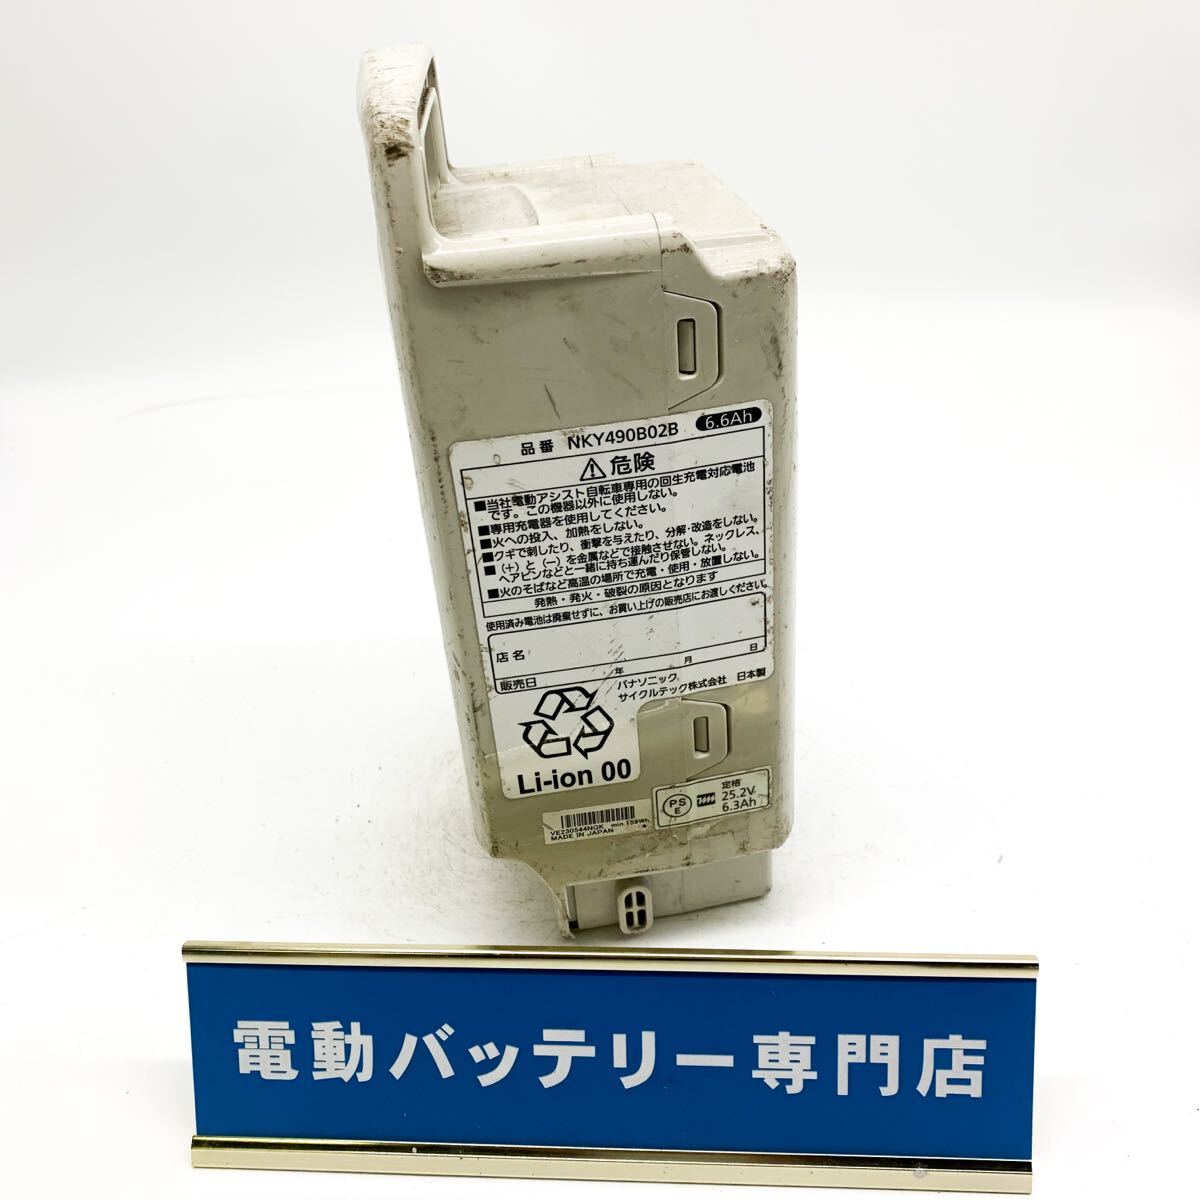 品番 NKY490B02B 6.6Ah
⚠危険
■当社電動アシスト自転車専用の回生充電対応電池
です。この機器以外に使用しない。
■専用充電器を使用してください。
■火への投入、加熱をしない。
■クギで刺したり、衝撃を与えたり、分解・改造をしない。
■(+)と(−)を金属などで接触させない。ネックレス、
ヘアピンなどと一緒に持ち運んだり保管しない。
■火のそばなど高温の場所で充電・使用・放置しない。
発熱・発火・破裂の原因となります
使用済み電池は廃棄せずに、お買い上げの販売店にお渡しください。
店名
販売日 年 月 日
パナソニック
サイクルテック株式会社 日本製
Li-ion 00
PS
E
定格
25.2V
6.3Ah
VE230544NGK min.158Wh
MADE IN JAPAN ★
電動バッテリー専門店